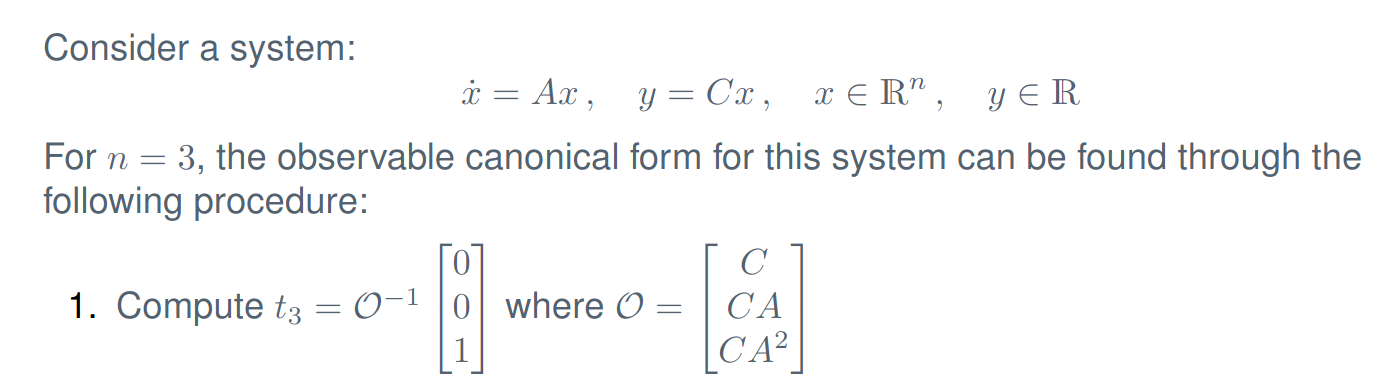 Consider a system:
ẋ = Ax , y = Cx , x ∈ ℝⁿ , y ∈ ℝ
For n = 3, the observable canonical form for this system can be found through the
following procedure:
1. Compute t₃ = 𝒪⁻¹ [0 0 1] where 𝒪 = [C CA CA²]